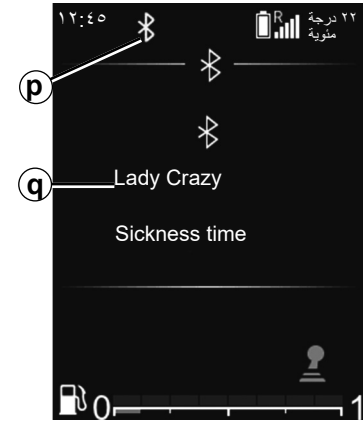 ١٢:٤٥
R
٢٢ درجة
مئوية
p
q
Lady Crazy
Sickness time
0 1